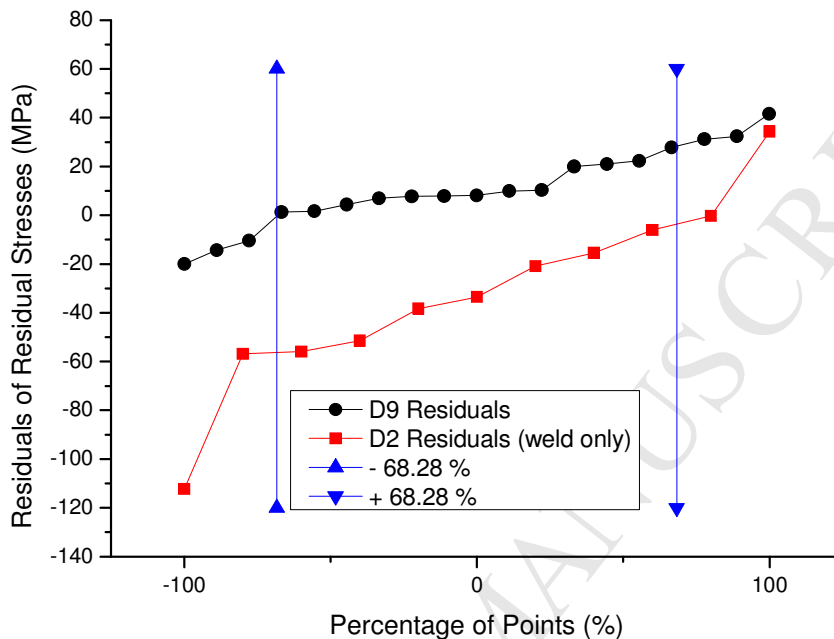 80
60
40
20
0
-20
-40
-60
-80
-100
-120
-140
Residuals of Residual Stresses (MPa)
D9 Residuals
D2 Residuals (weld only)
- 68.28 %
+ 68.28 %
-100 0 100
Percentage of Points (%)
MANUSCRI